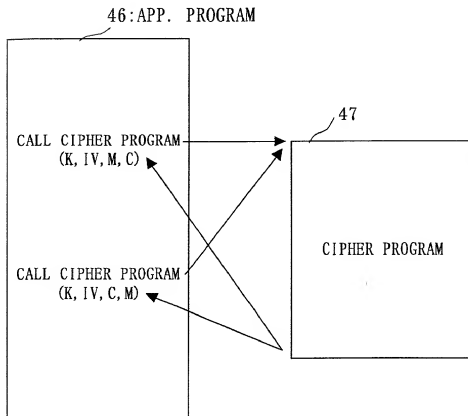 46:APP. PROGRAM
47
CALL CIPHER PROGRAM
(K, IV, M, C)
CIPHER PROGRAM
CALL CIPHER PROGRAM
(K, IV, C, M)